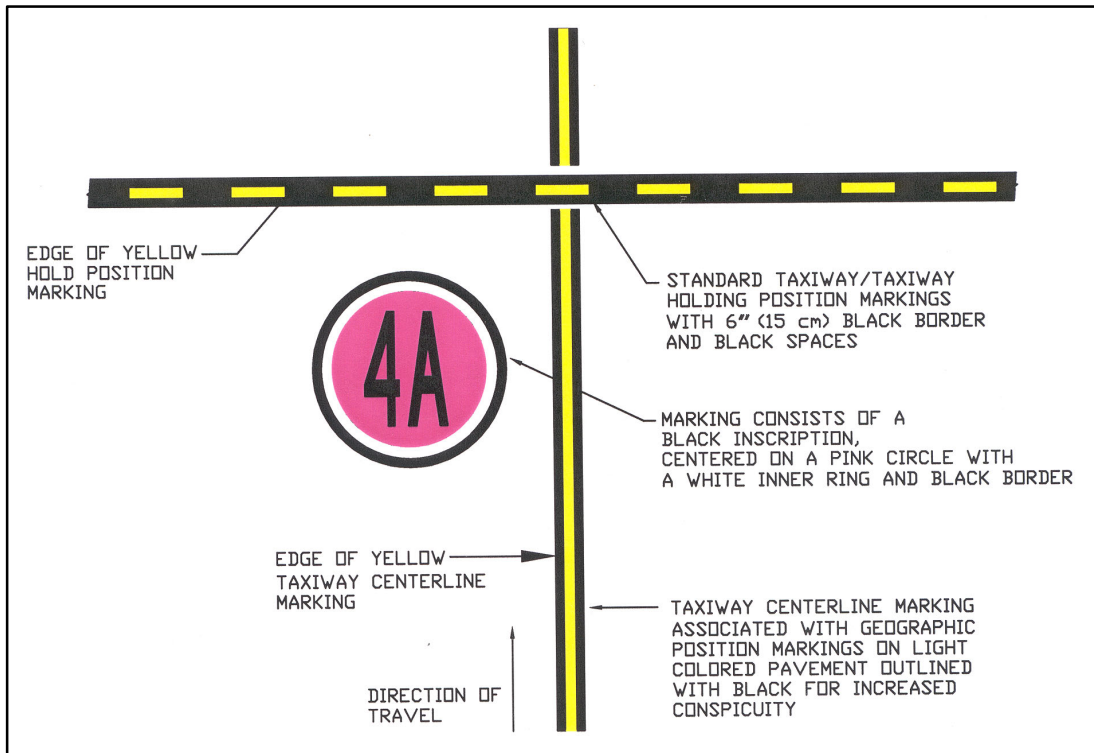 EDGE OF YELLOW
HOLD POSITION
MARKING
STANDARD TAXIWAY/TAXIWAY
HOLDING POSITION MARKINGS
WITH 6" (15 cm) BLACK BORDER
AND BLACK SPACES
4A
MARKING CONSISTS OF A
BLACK INSCRIPTION,
CENTERED ON A PINK CIRCLE WITH
A WHITE INNER RING AND BLACK BORDER
EDGE OF YELLOW
TAXIWAY CENTERLINE
MARKING
TAXIWAY CENTERLINE MARKING
ASSOCIATED WITH GEOGRAPHIC
POSITION MARKINGS ON LIGHT
COLORED PAVEMENT OUTLINED
WITH BLACK FOR INCREASED
CONSPICUITY
DIRECTION OF
TRAVEL